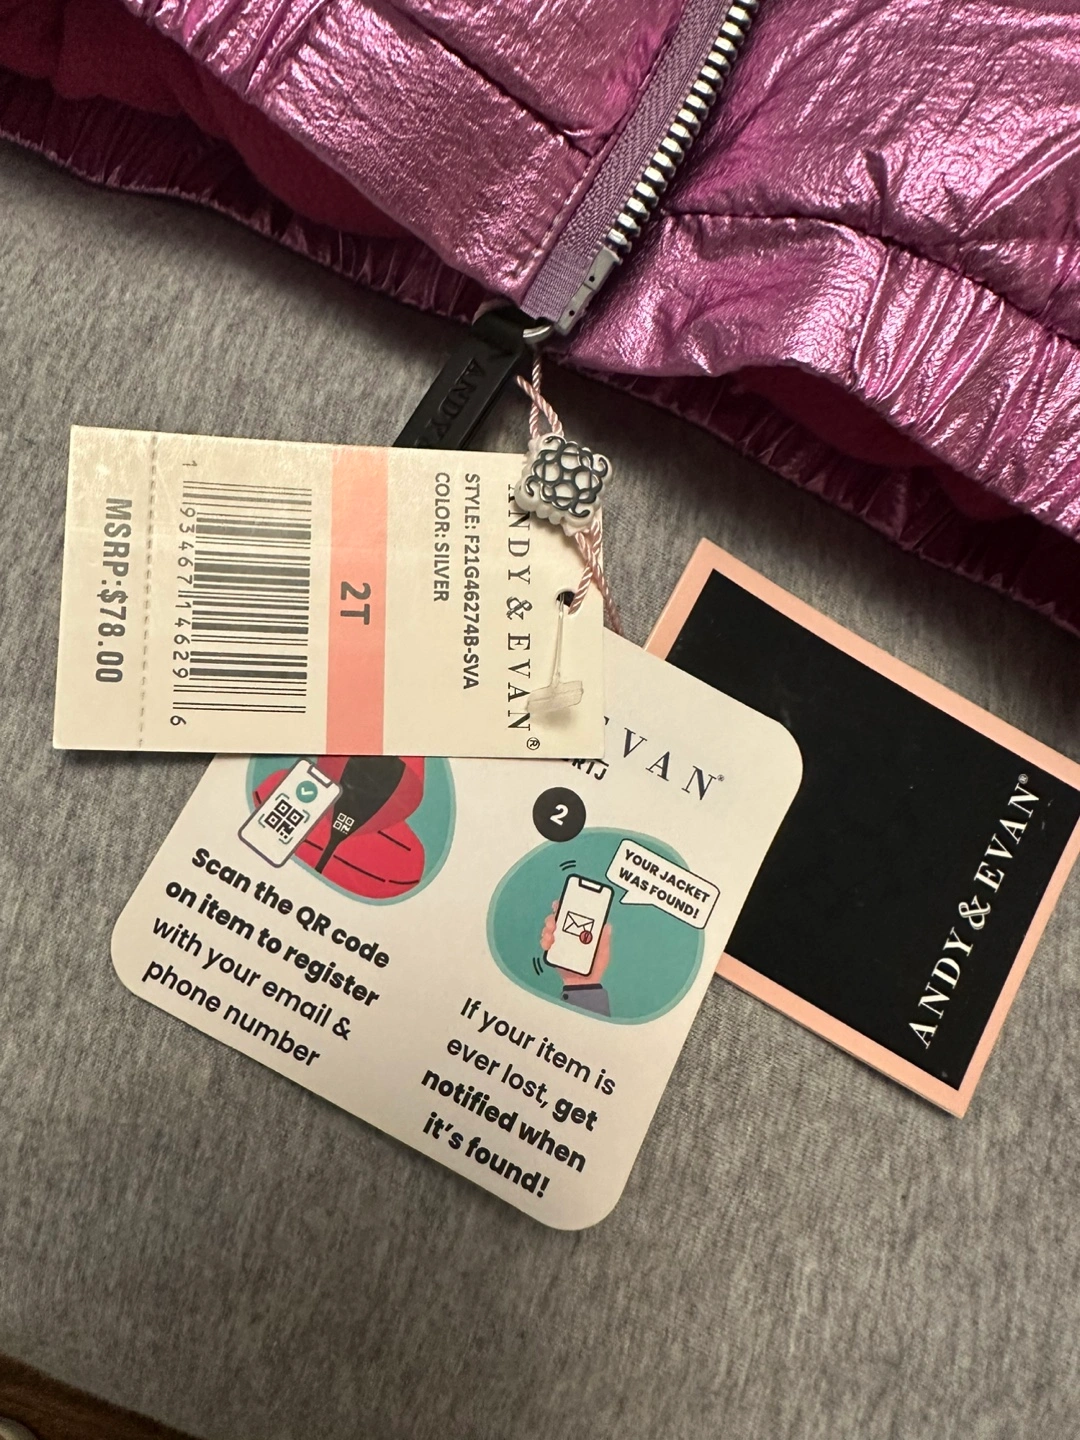 ANDY
ANDY & EVAN®
STYLE: F21G46274B-SVA
COLOR: SILVER
2T
1 93467 14629 6
MSRP:$78.00
EVAN®
Scan the QR code
on item to register
with your email &
phone number
2
YOUR JACKET
WAS FOUND!
If your item is
ever lost, get
notified when
it's found!
ANDY & EVAN®